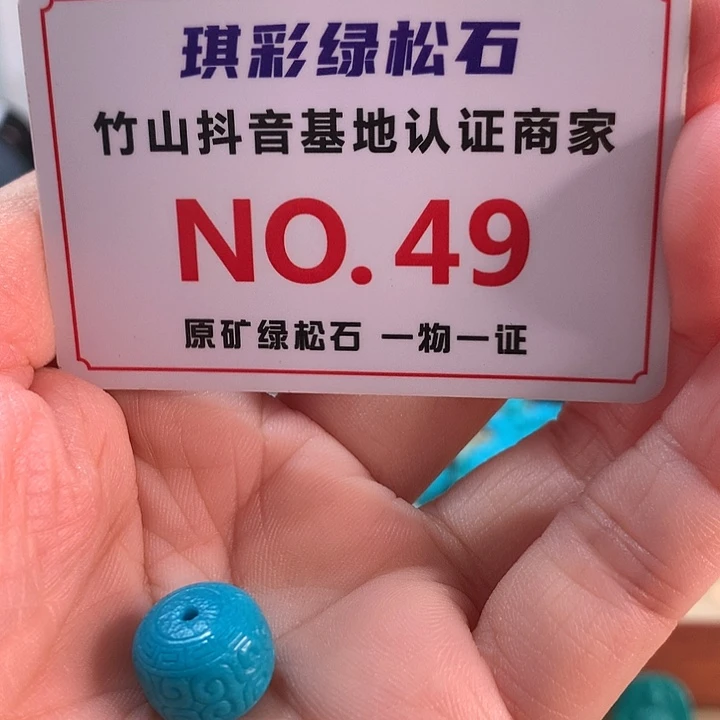 琪彩绿松石
竹山抖音基地认证商家
NO.49
原矿绿松石 一物一证